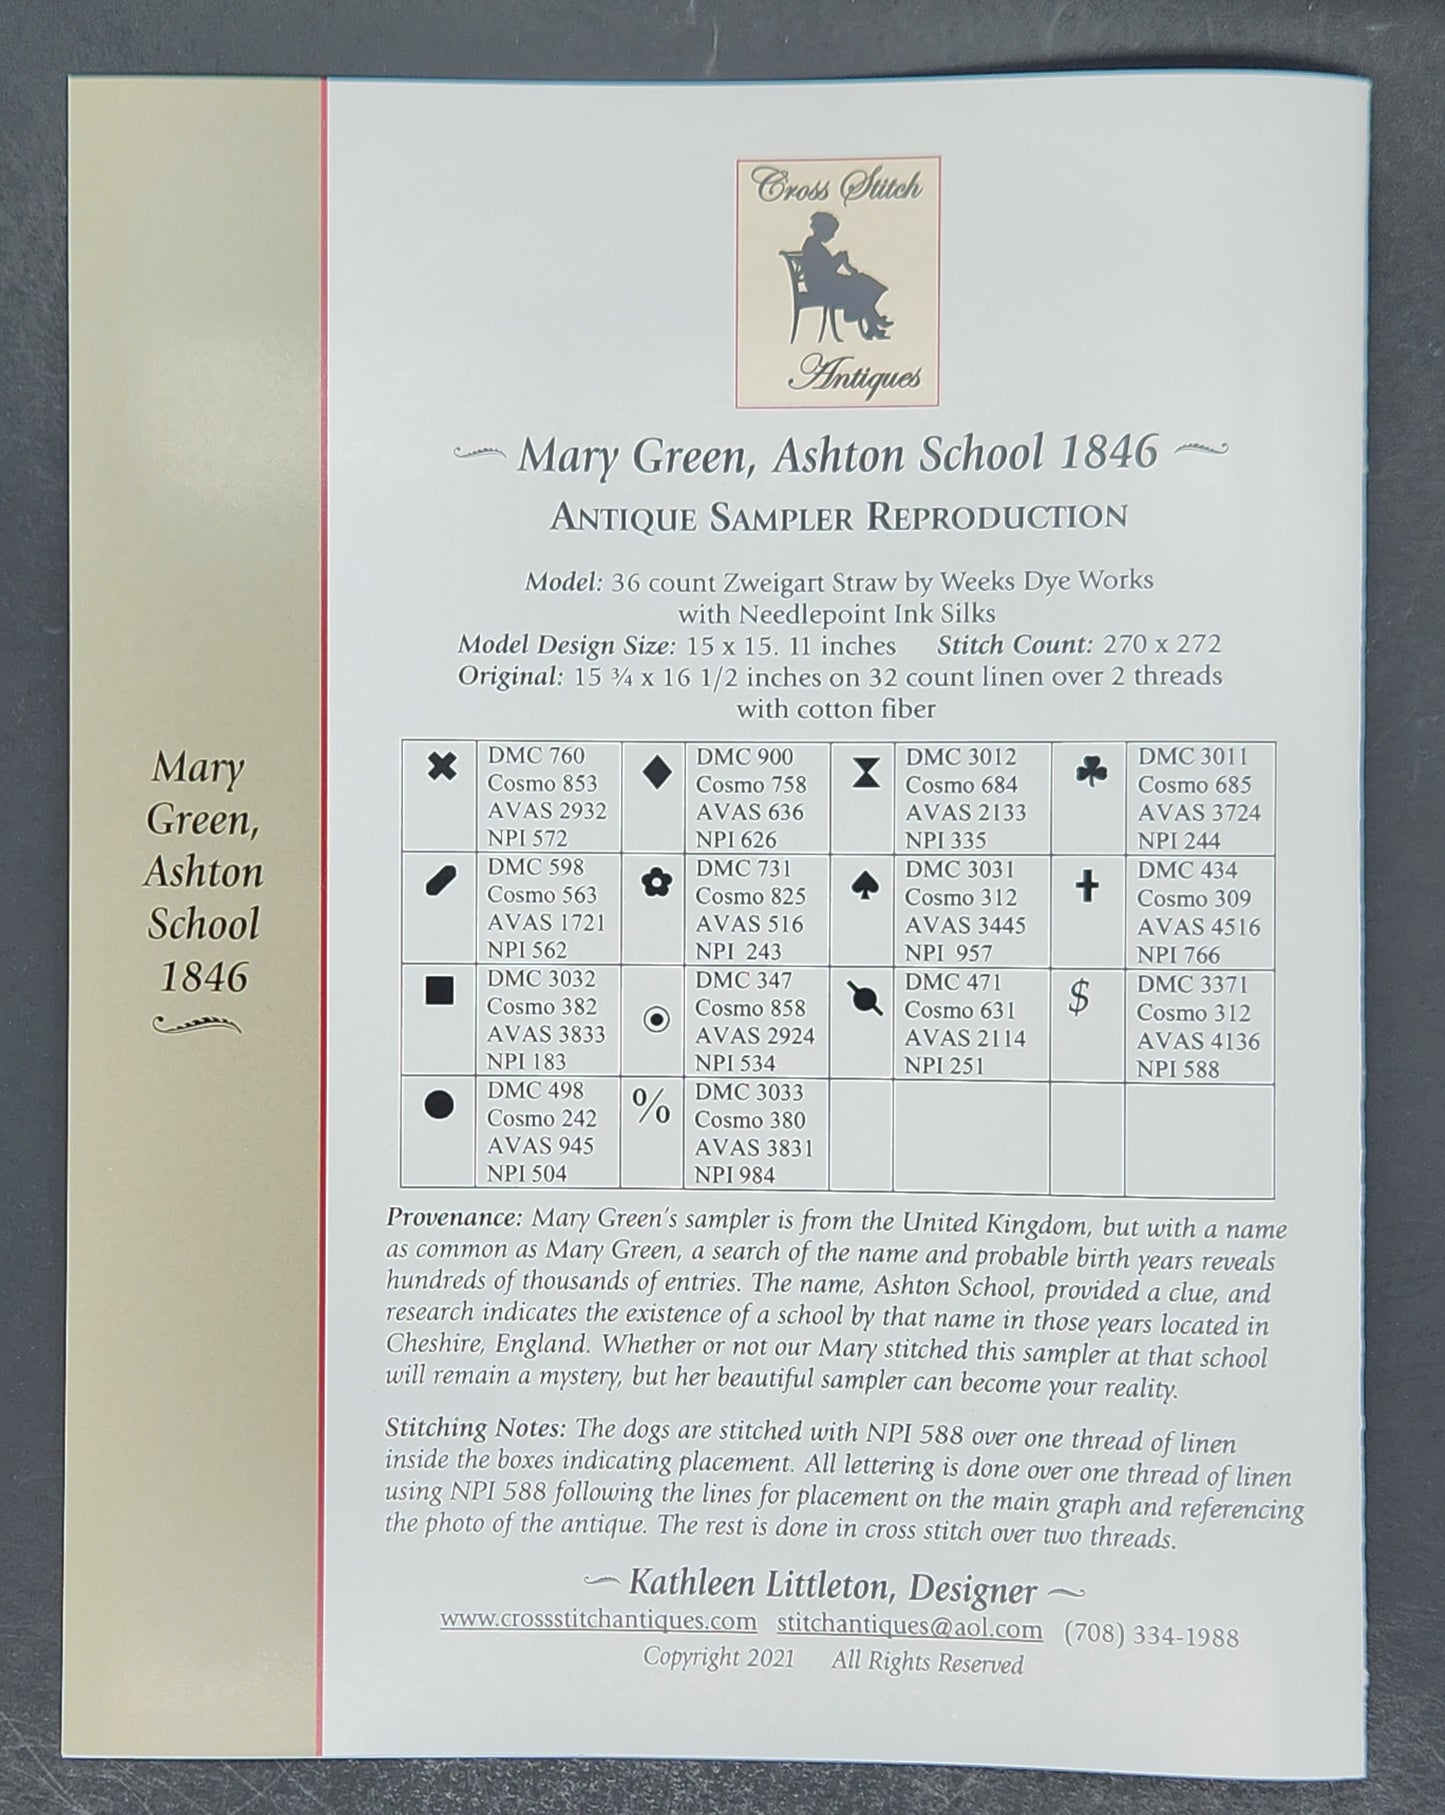 Mary
Green,
Ashton
School
1846
Cross Stitch
Antiques
Mary Green, Ashton School 1846
ANTIQUE SAMPLER REPRODUCTION
Model: 36 count Zweigart Straw by Weeks Dye Works
with Needlepoint Ink Silks
Model Design Size: 15 x 15. 11 inches Stitch Count: 270 x 272
Original: 15 ¾ x 16 1/2 inches on 32 count linen over 2 threads
with cotton fiber
DMC 760
Cosmo 853
AVAS 2932
NPI 572
DMC 900
Cosmo 758
AVAS 636
NPI 626
DMC 3012
Cosmo 684
AVAS 2133
NPI 335
DMC 3011
Cosmo 685
AVAS 3724
NPI 244
DMC 598
Cosmo 563
AVAS 1721
NPI 562
DMC 731
Cosmo 825
AVAS 516
NPI 243
DMC 3031
Cosmo 312
AVAS 3445
NPI 957
DMC 434
Cosmo 309
AVAS 4516
NPI 766
DMC 3032
Cosmo 382
AVAS 3833
NPI 183
DMC 347
Cosmo 858
AVAS 2924
NPI 534
DMC 471
Cosmo 631
AVAS 2114
NPI 251
$
DMC 3371
Cosmo 312
AVAS 4136
NPI 588
DMC 498
Cosmo 242
AVAS 945
NPI 504
%
DMC 3033
Cosmo 380
AVAS 3831
NPI 984
Provenance: Mary Green's sampler is from the United Kingdom, but with a name
as common as Mary Green, a search of the name and probable birth years reveals
hundreds of thousands of entries. The name, Ashton School, provided a clue, and
research indicates the existence of a school by that name in those years located in
Cheshire, England. Whether or not our Mary stitched this sampler at that school
will remain a mystery, but her beautiful sampler can become your reality.
Stitching Notes: The dogs are stitched with NPI 588 over one thread of linen
inside the boxes indicating placement. All lettering is done over one thread of linen
using NPI 588 following the lines for placement on the main graph and referencing
the photo of the antique. The rest is done in cross stitch over two threads.
Kathleen Littleton, Designer
www.crossstitchantiques.com stitchantiques@aol.com (708) 334-1988
Copyright 2021 All Rights Reserved